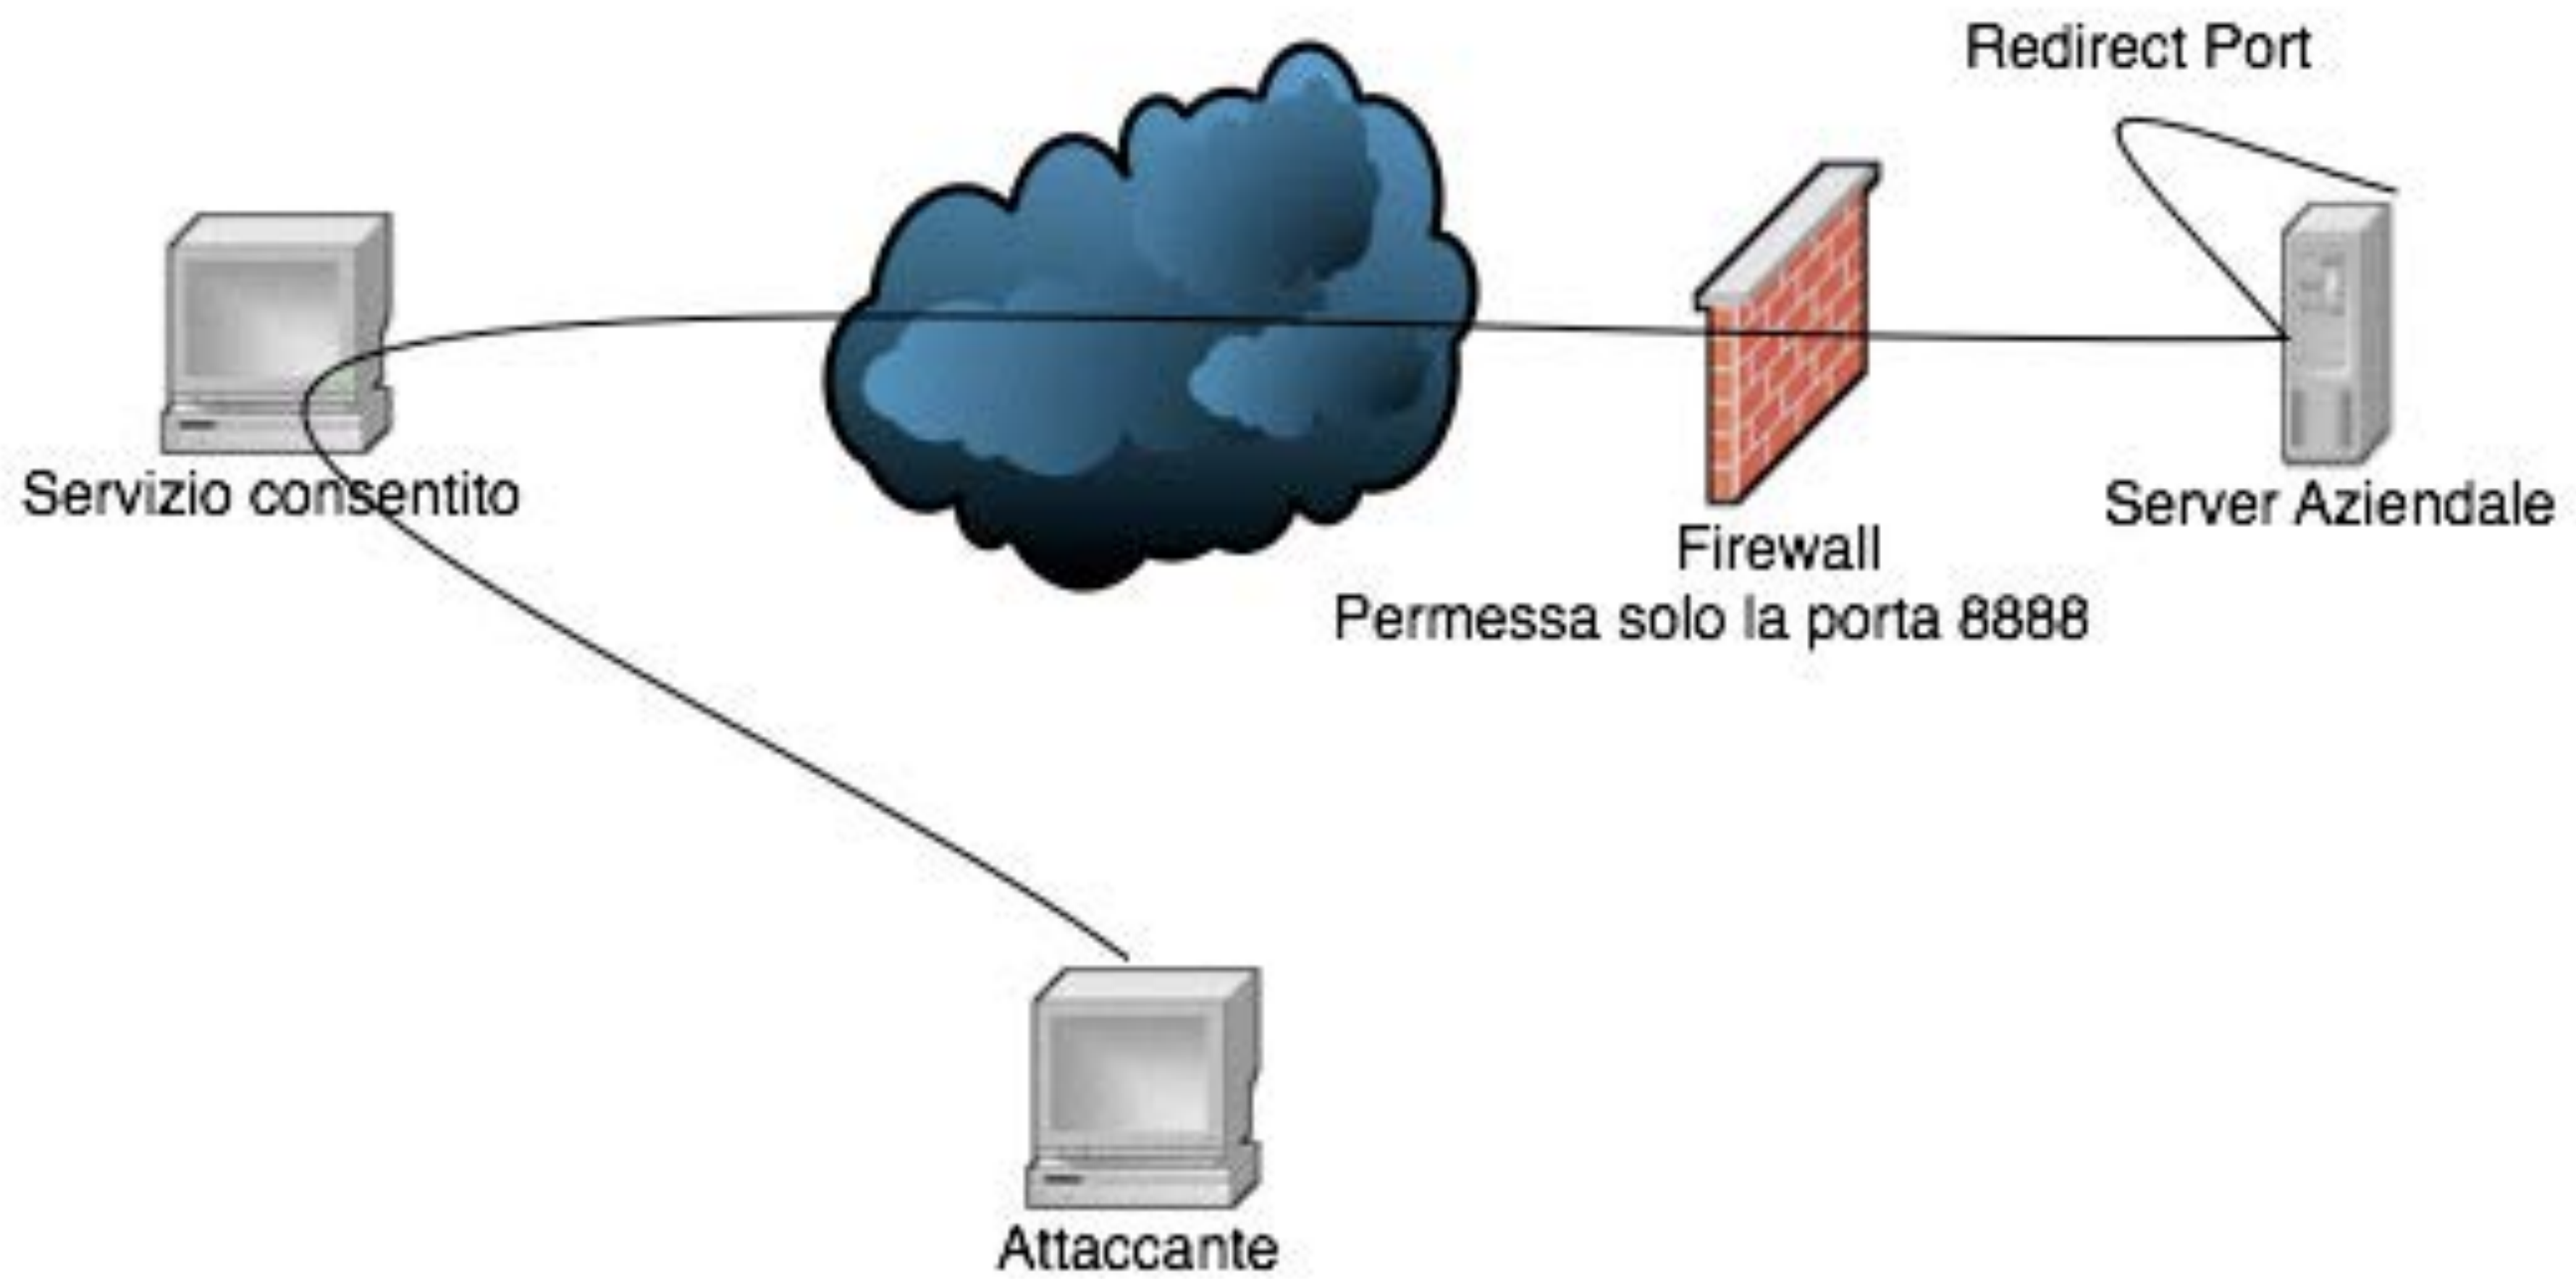 Redirect Port
Servizio consentito
Server Aziendale
Firewall
Permessa solo la porta 8888
Attaccante